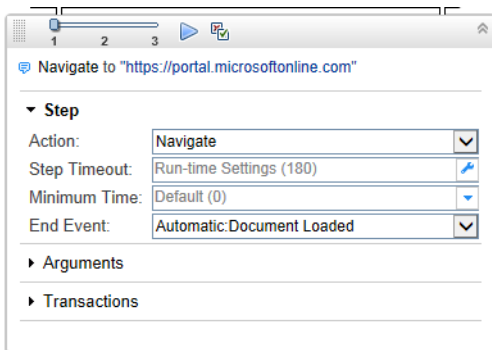 1 2 3
Navigate to "https://portal.microsoftonline.com"
Step
Action: Navigate
Step Timeout: Run-time Settings (180)
Minimum Time: Default (0)
End Event: Automatic:Document Loaded
Arguments
Transactions